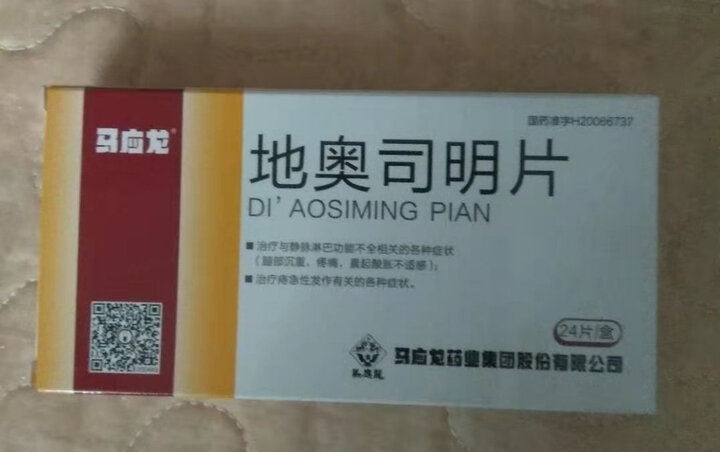 国药准字H20066737
马应龙®
地奥司明片
DI'AOSIMING PIAN
■ 治疗与静脉淋巴功能不全相关的各种症状
（腿部沉重、疼痛、晨起酸胀不适感）；
■ 治疗痔急性发作有关的各种症状。
24片/盒
马应龙药业集团股份有限公司
馬應龍